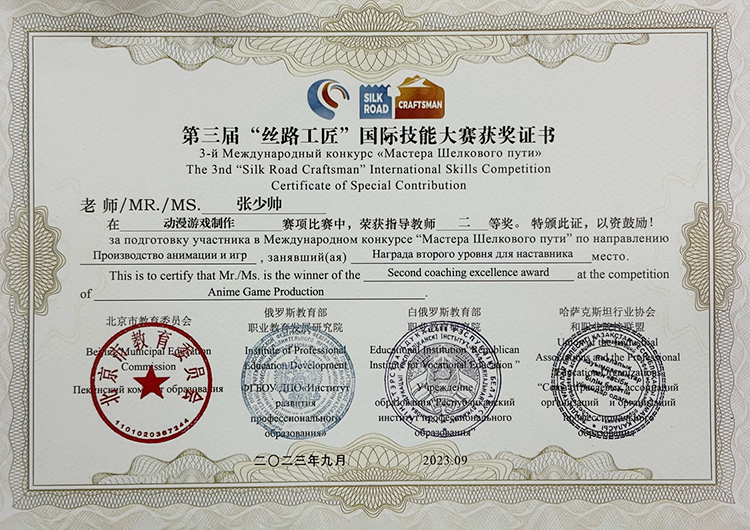 SILK ROAD CRAFTSMAN
第三届“丝路工匠”国际技能大赛获奖证书
3-й Международный конкурс «Мастера Шелкового пути»
The 3nd “Silk Road Craftsman” International Skills Competition
Certificate of Special Contribution
老 师/MR./MS. 张少帅
在 动漫游戏制作 赛项比赛中，荣获指导教师 二 等奖。特颁此证，以资鼓励！
за подготовку участника в Международном конкурсе “Мастера Шелкового пути” по направлению
Производство анимации и игр , занявший(ая) Награда второго уровня для наставника место.
This is to certify that Mr./Ms. is the winner of the Second coaching excellence award at the competition
of Anime Game Production .
北京市教育委员会
Beijing Municipal Education
Commission
Пекинский комитет образования
北京市教育委员会
1101020367244
俄罗斯教育部
职业教育发展研究院
Institute of Professional
Education Development
ФГБОУ ДПО«Институт
развития
профессионального
образования»
白俄罗斯教育部
Educational Institution “Republican
Institute for Vocational Education ”
Учреждение
образования“Республиканский
институт профессионального
образования”
哈萨克斯坦行业协会
二〇二三年九月 2023.09